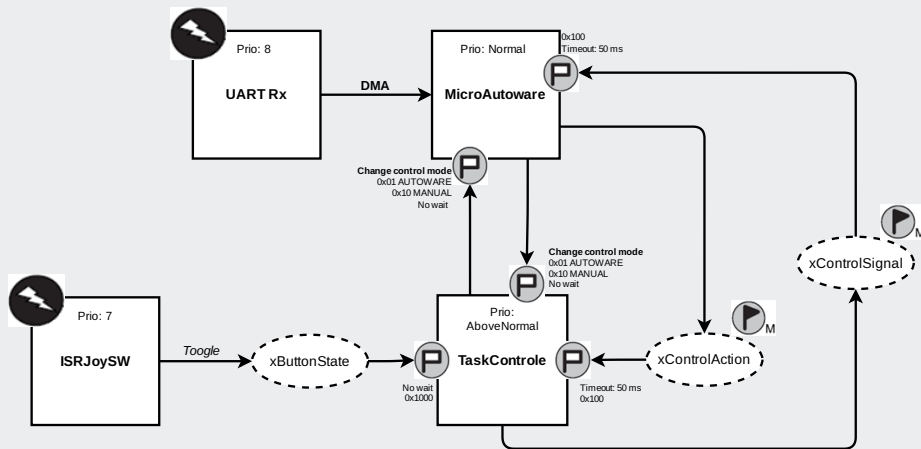 Prio: 8
UART Rx
DMA
Prio: Normal
MicroAutoware
0x100
Timeout: 50 ms
Change control mode
0x01 AUTOWARE
0x10 MANUAL
No wait
Change control mode
0x01 AUTOWARE
0x10 MANUAL
No wait
M
xControlSignal
Prio: 7
ISRJoySW
Toogle
xButtonState
No wait
0x1000
Prio:
AboveNormal
TaskControle
Timeout: 50 ms
0x100
M
xControlAction